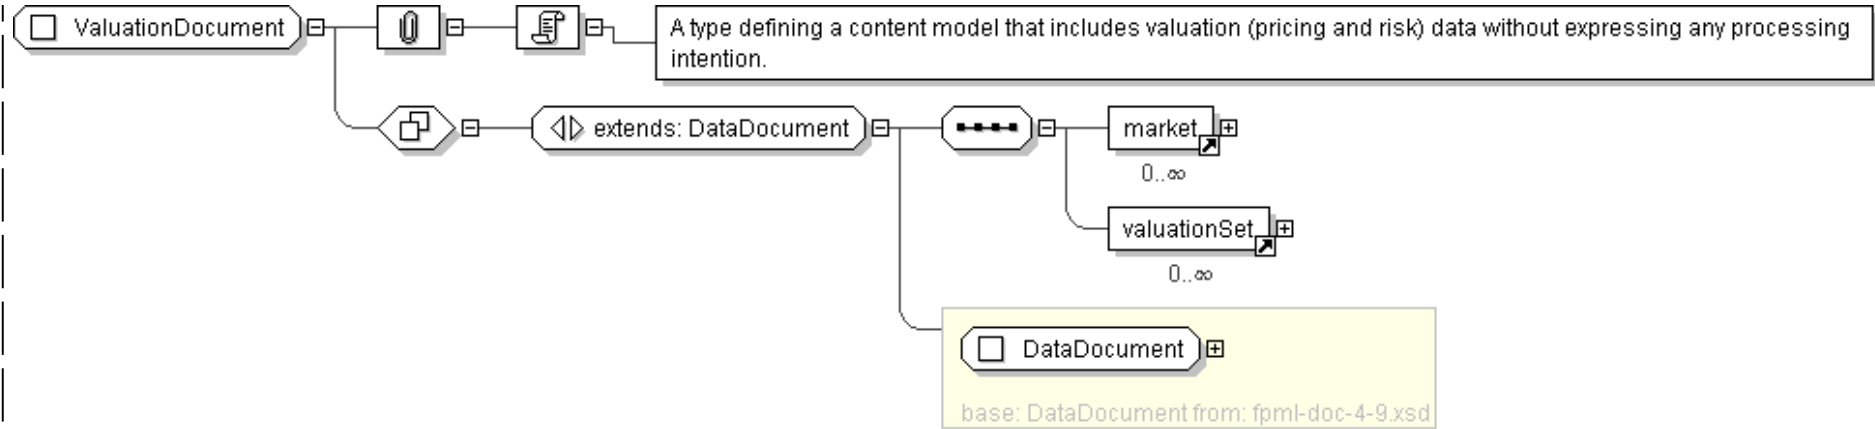 ValuationDocument
A type defining a content model that includes valuation (pricing and risk) data without expressing any processing
intention.
extends: DataDocument
market
0..∞
valuationSet
0..∞
DataDocument
base: DataDocument from: fpml-doc-4-9.xsd